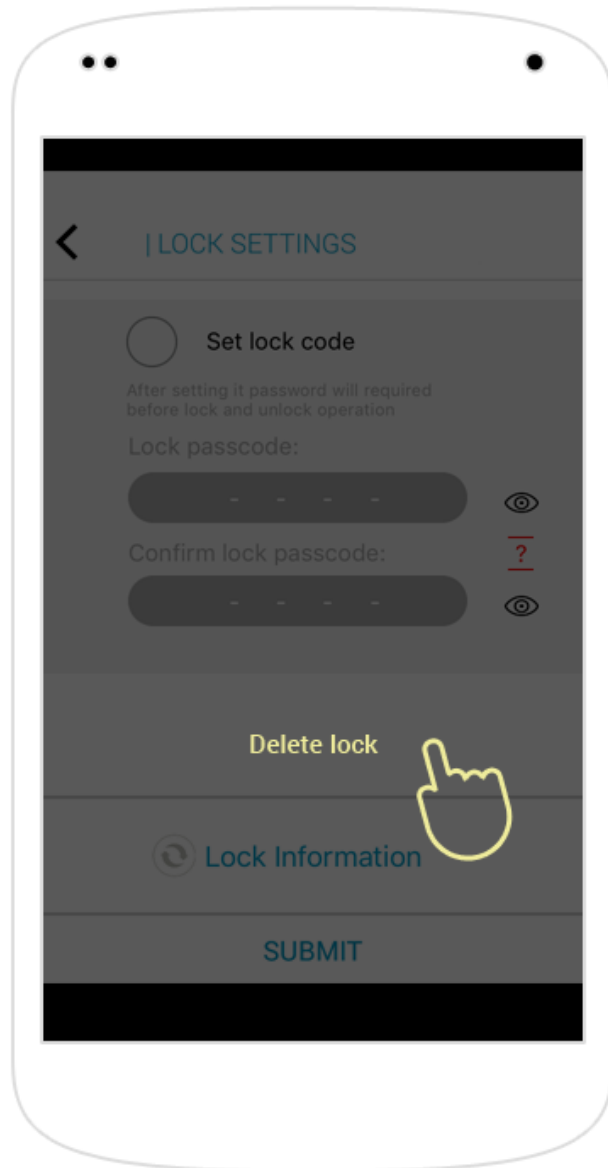 | LOCK SETTINGS
Set lock code
After setting it password will required
before lock and unlock operation
Lock passcode:
- - - -
?
Confirm lock passcode:
- - - -
Delete lock
Lock Information
SUBMIT